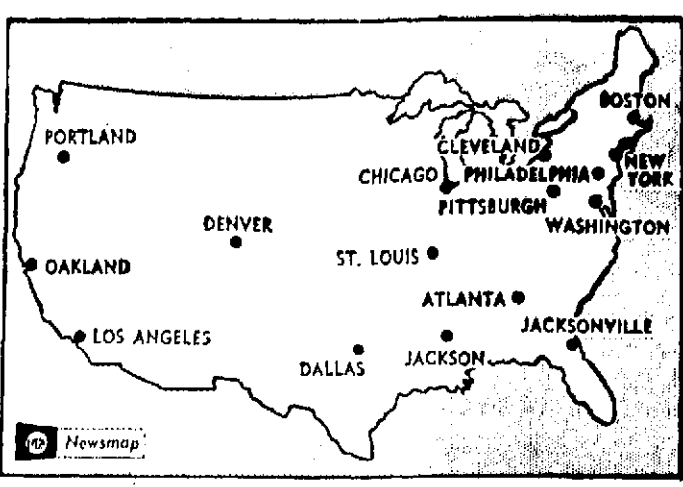 BOSTON
PORTLAND
CLEVELAND
CHICAGO
PHILADELPHIA
NEW
YORK
PITTSBURGH
DENVER
WASHINGTON
ST. LOUIS
OAKLAND
ATLANTA
JACKSONVILLE
LOS ANGELES
JACKSON
DALLAS
Newsmap